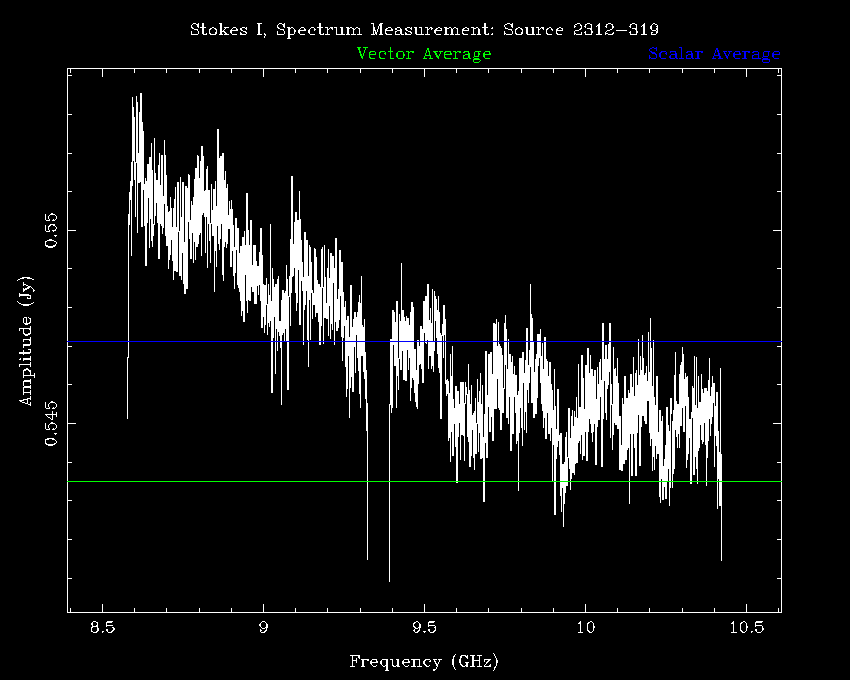 Stokes I, Spectrum Measurement: Source 2312−319
Vector Average Scalar Average
0.55
0.545
Amplitude (Jy)
8.5 9 9.5 10 10.5
Frequency (GHz)